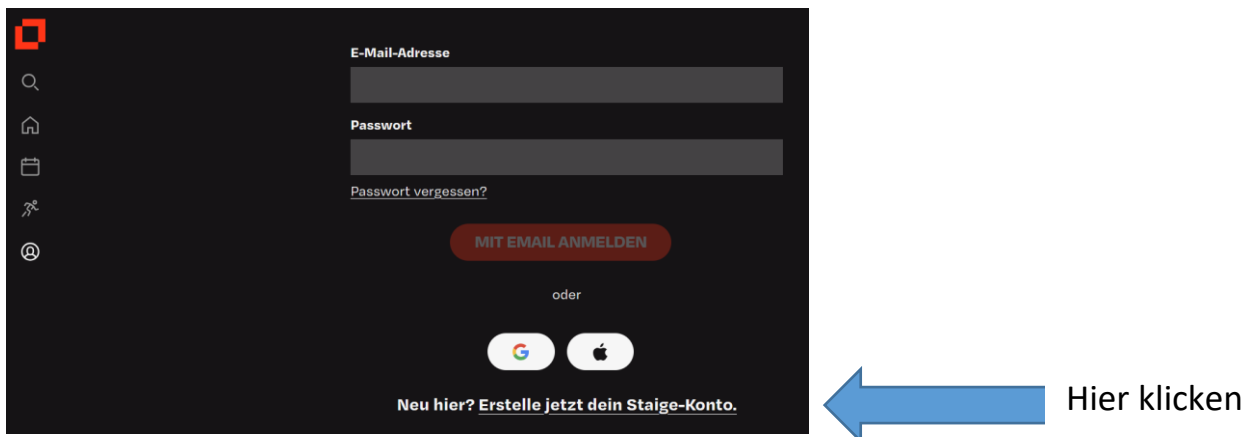 E-Mail-Adresse
Passwort
Passwort vergessen?
MIT EMAIL ANMELDEN
oder
Neu hier? Erstelle jetzt dein Staige-Konto.
Hier klicken